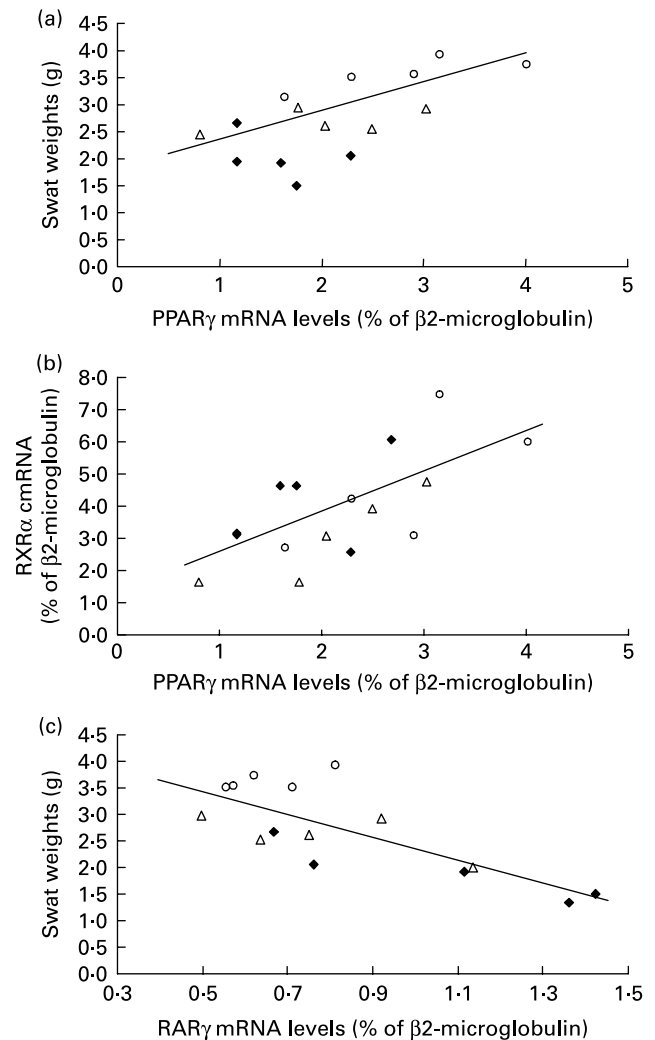 (a)
Swat weights (g)
4·5
4·0
3·5
3·0
2·5
2·0
1·5
1·0
0·5
0·0
0 1 2 3 4 5
PPARγ mRNA levels (% of β2-microglobulin)
(b)
RXRα cmRNA
(% of β2-microglobulin)
8·0
7·0
6·0
5·0
4·0
3·0
2·0
1·0
0·0
0 1 2 3 4 5
PPARγ mRNA levels (% of β2-microglobulin)
(c)
Swat weights (g)
4·5
4·0
3·5
3·0
2·5
2·0
1·5
1·0
0·5
0·0
0·3 0·5 0·7 0·9 1·1 1·3 1·5
RARγ mRNA levels (% of β2-microglobulin)